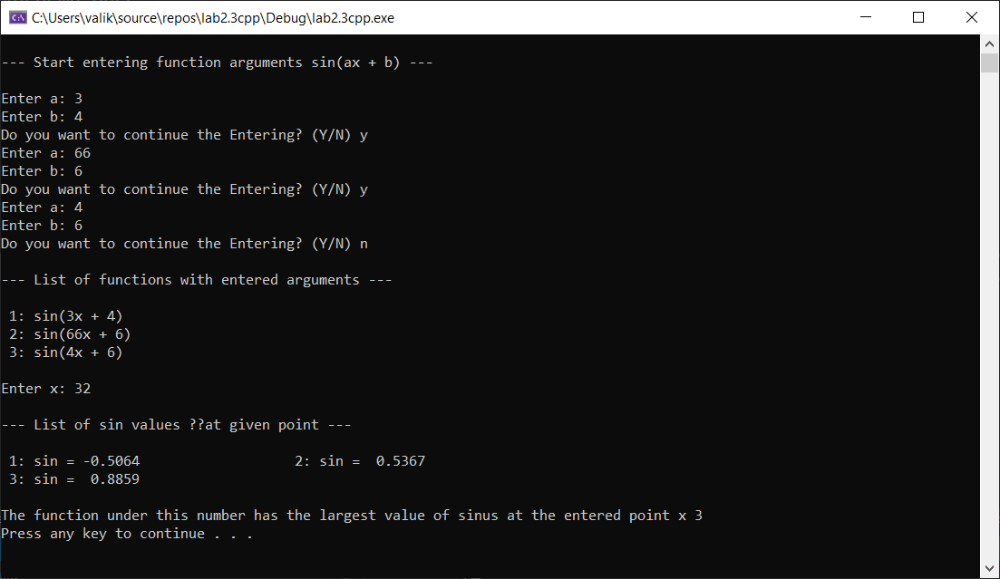 C:\Users\valik\source\repos\lab2.3cpp\Debug\lab2.3cpp.exe
--- Start entering function arguments sin(ax + b) ---
Enter a: 3
Enter b: 4
Do you want to continue the Entering? (Y/N) y
Enter a: 66
Enter b: 6
Do you want to continue the Entering? (Y/N) y
Enter a: 4
Enter b: 6
Do you want to continue the Entering? (Y/N) n
--- List of functions with entered arguments ---
1: sin(3x + 4)
2: sin(66x + 6)
3: sin(4x + 6)
Enter x: 32
--- List of sin values ??at given point ---
1: sin = -0.5064 2: sin = 0.5367
3: sin = 0.8859
The function under this number has the largest value of sinus at the entered point x 3
Press any key to continue . . .